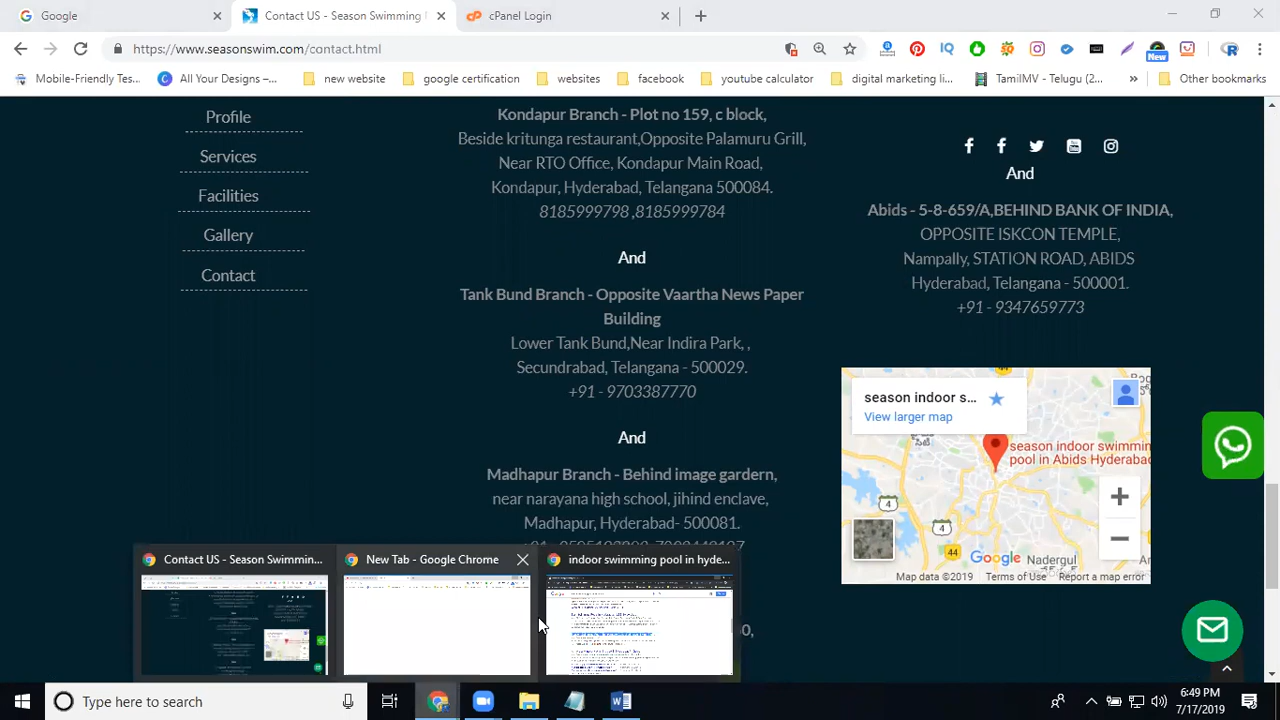 Google
Contact US - Season Swimming
cPanel Login
https://www.seasonswim.com/contact.html
New
Mobile-Friendly Tes...
All Your Designs –...
new website
google certification
websites
facebook
youtube calculator
digital marketing li...
TamilMV - Telugu (2...
Other bookmarks
Profile
Services
Facilities
Gallery
Contact
Kondapur Branch - Plot no 159, c block,
Beside kritunga restaurant,Opposite Palamuru Grill,
Near RTO Office, Kondapur Main Road,
Kondapur, Hyderabad, Telangana 500084.
8185999798 ,8185999784
And
Tank Bund Branch - Opposite Vaartha News Paper
Building
Lower Tank Bund,Near Indira Park, ,
Secundrabad, Telangana - 500029.
+91 - 9703387770
And
Madhapur Branch - Behind image gardern,
near narayana high school, jihind enclave,
Madhapur, Hyderabad- 500081.
And
Abids - 5-8-659/A,BEHIND BANK OF INDIA,
OPPOSITE ISKCON TEMPLE,
Nampally, STATION ROAD, ABIDS
Hyderabad, Telangana - 500001.
+91 - 9347659773
season indoor s...
View larger map
season indoor swimming
pool in Abids Hyderabad
4
4
44
Nadergul
Google
Map data ©2019
Terms of Use
Report a map error
Contact US - Season Swimmin...
New Tab - Google Chrome
indoor swimming pool in hyde...
0,
Type here to search
6:49 PM
7/17/2019